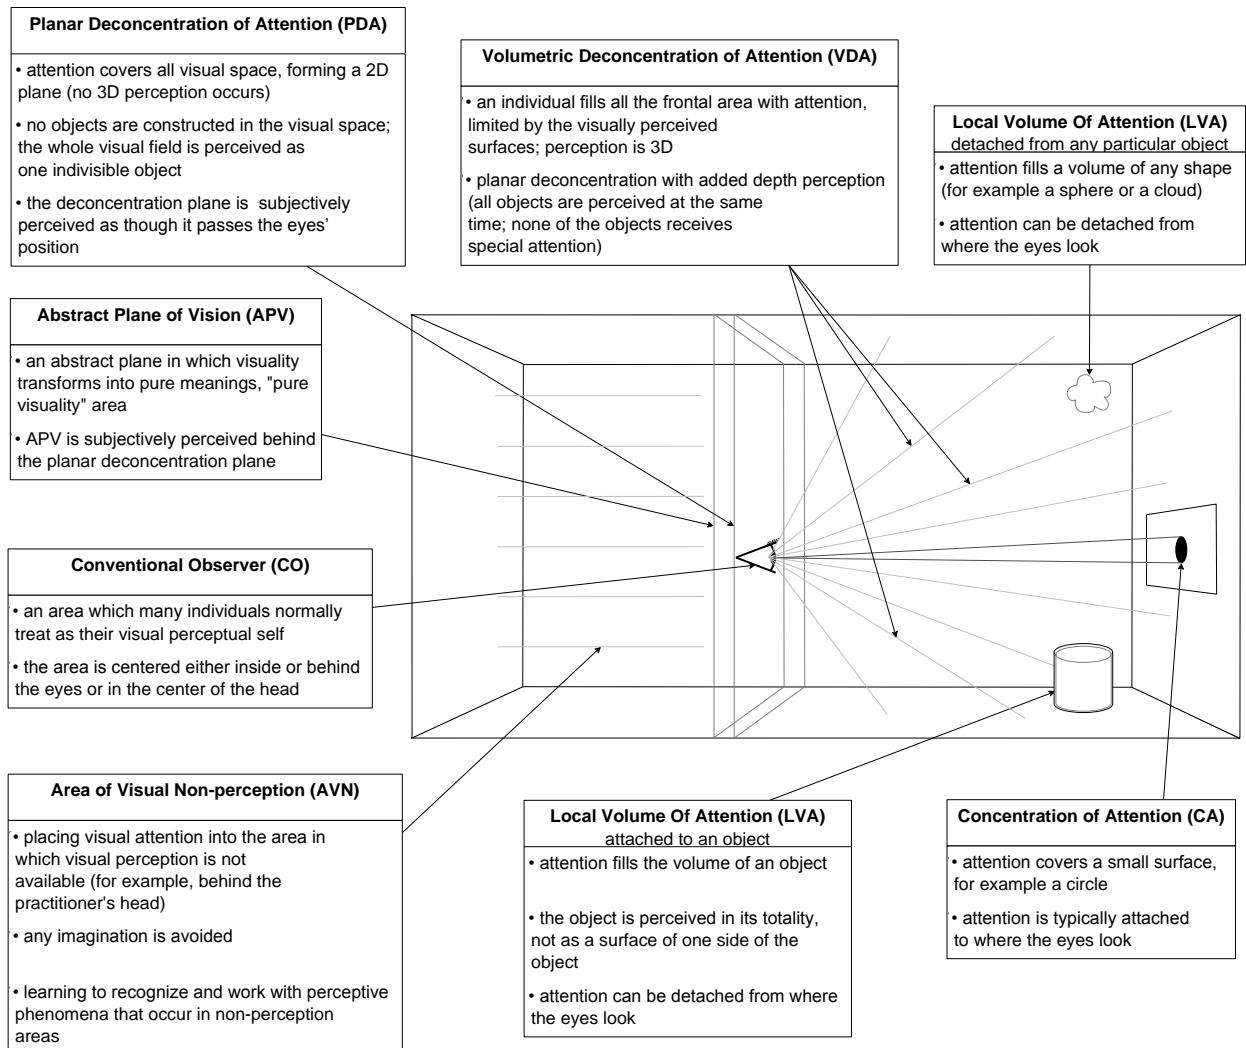 Planar Deconcentration of Attention (PDA)
• attention covers all visual space, forming a 2D
plane (no 3D perception occurs)
• no objects are constructed in the visual space;
the whole visual field is perceived as
one indivisible object
• the deconcentration plane is subjectively
perceived as though it passes the eyes'
position
Volumetric Deconcentration of Attention (VDA)
• an individual fills all the frontal area with attention,
limited by the visually perceived
surfaces; perception is 3D
• planar deconcentration with added depth perception
(all objects are perceived at the same
time; none of the objects receives
special attention)
Local Volume Of Attention (LVA)
detached from any particular object
• attention fills a volume of any shape
(for example a sphere or a cloud)
• attention can be detached from
where the eyes look
Abstract Plane of Vision (APV)
• an abstract plane in which visuality
transforms into pure meanings, "pure
visuality" area
• APV is subjectively perceived behind
the planar deconcentration plane
Conventional Observer (CO)
• an area which many individuals normally
treat as their visual perceptual self
• the area is centered either inside or behind
the eyes or in the center of the head
Area of Visual Non-perception (AVN)
• placing visual attention into the area in
which visual perception is not
available (for example, behind the
practitioner's head)
• any imagination is avoided
• learning to recognize and work with perceptive
phenomena that occur in non-perception
areas
Local Volume Of Attention (LVA)
attached to an object
• attention fills the volume of an object
• the object is perceived in its totality,
not as a surface of one side of the
object
• attention can be detached from where
the eyes look
Concentration of Attention (CA)
• attention covers a small surface,
for example a circle
• attention is typically attached
to where the eyes look